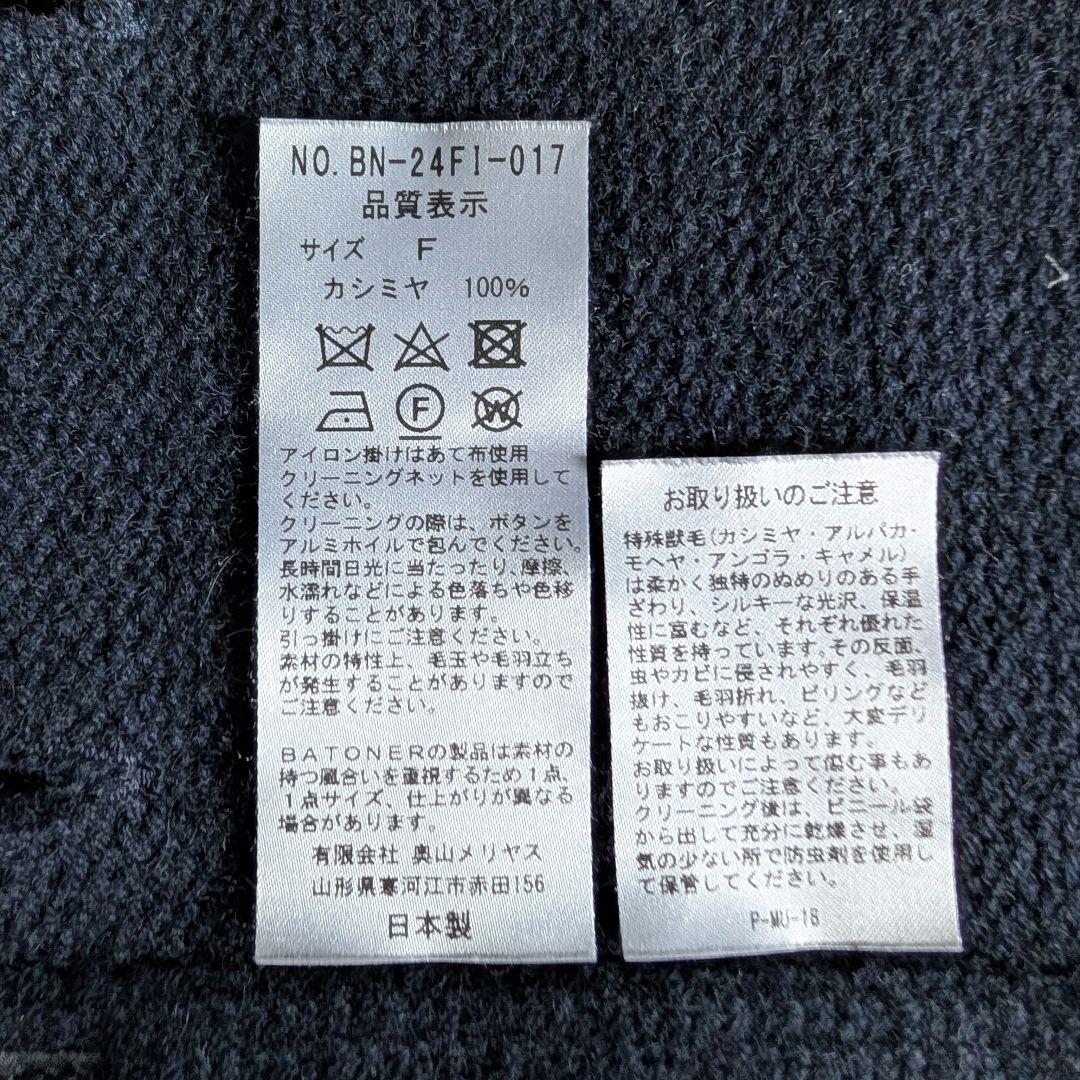 NO. BN-24FI-017
品質表示
サイズ F
カシミヤ 100%
F
W
アイロン掛けはあて布使用
クリーニングネットを使用して
ください。
クリーニングの際は、ボタンを
アルミホイルで包んでください。
長時間日光に当たったり、摩擦、
水濡れなどによる色落ちや色移
りすることがあります。
引っ掛けにご注意ください。
素材の特性上、毛玉や毛羽立ち
が発生することがありますので
ご注意ください。
BATONERの製品は素材の
持つ風合いを重視するため1点、
1点サイズ、仕上がりが異なる
場合があります。
有限会社 奥山メリヤス
山形県寒河江市赤田156
日本製
お取り扱いのご注意
特殊獣毛(カシミヤ・アルパカ・
モヘヤ・アンゴラ・キャメル)
は柔かく独特のぬめりのある手
ざわり、シルキーな光沢、保温
性に富むなど、それぞれ優れた
性質を持っています。その反面、
虫やカビに侵されやすく、毛羽
抜け、毛羽折れ、ピリングなど
もおこりやすいなど、大変デリ
ケートな性質もあります。
お取り扱いによって傷む事もあ
りますのでご注意ください。
クリーニング後は、ビニール袋
から出して充分に乾燥させ、湿
気の少ない所で防虫剤を使用し
て保管してください。
P-MU-18